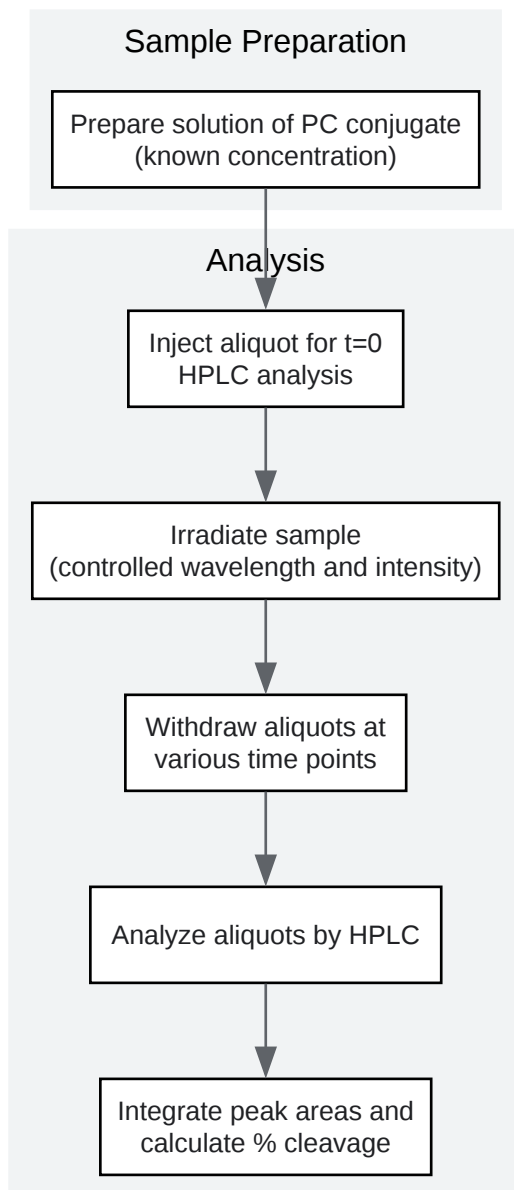 Sample Preparation
Prepare solution of PC conjugate
(known concentration)
Analysis
Inject aliquot for t=0
HPLC analysis
Irradiate sample
(controlled wavelength and intensity)
Withdraw aliquots at
various time points
Analyze aliquots by HPLC
Integrate peak areas and
calculate % cleavage